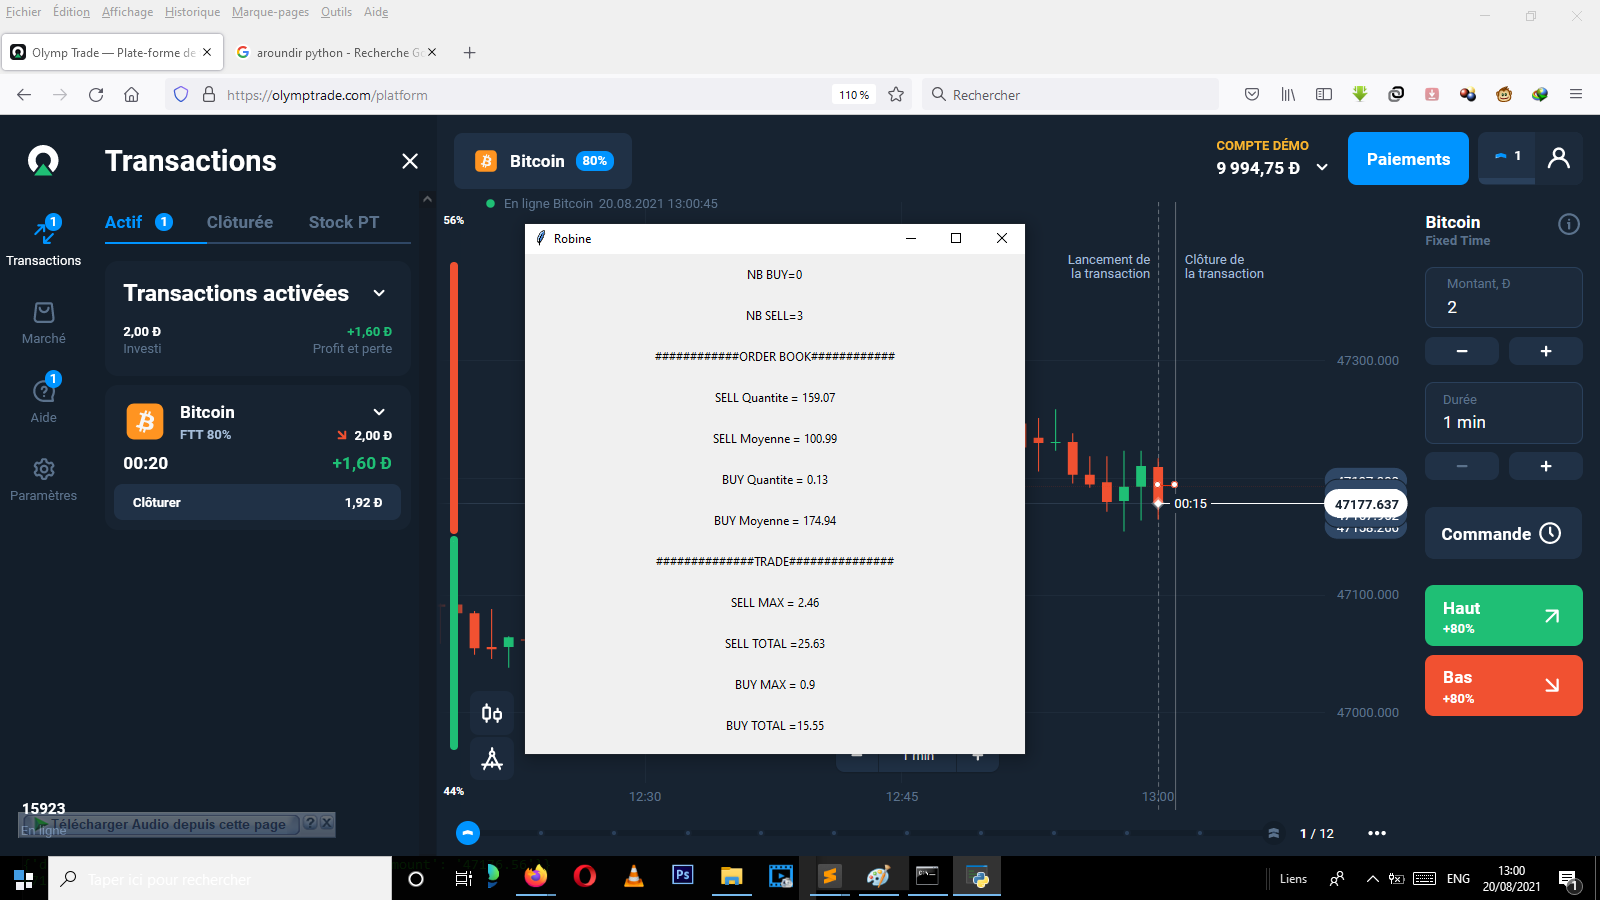 Fichier Édition Affichage Historique Marque-pages Outils Aide
Olymp Trade — Plate-forme de
aroundir python - Recherche Go
https://olymptrade.com/platform
110 %
Rechercher
Transactions
Actif 1 Clôturée Stock PT
1
Transactions
Marché
1
Aide
Paramètres
Transactions activées
2,00 Đ +1,60 Đ
Investi Profit et perte
Bitcoin
FTT 80% 2,00 Đ
00:20 +1,60 Đ
Clôturer 1,92 Đ
15923
En ligne
Télécharger Audio depuis cette page
Bitcoin 80%
COMPTE DÉMO
9 994,75 Đ
Paiements
1
En ligne Bitcoin 20.08.2021 13:00:45
56%
44%
Robine
NB BUY=0
NB SELL=3
############ORDER BOOK############
SELL Quantite = 159.07
SELL Moyenne = 100.99
BUY Quantite = 0.13
BUY Moyenne = 174.94
##############TRADE###############
SELL MAX = 2.46
SELL TOTAL =25.63
BUY MAX = 0.9
BUY TOTAL =15.55
1 min
Lancement de
la transaction
Clôture de
la transaction
47300.000
47177.637
00:15
47100.000
47000.000
12:30 12:45 13:00
1 / 12
Bitcoin
Fixed Time
Montant, Đ
2
Durée
1 min
Commande
Haut
+80%
Bas
+80%
Taper ici pour rechercher
Ps
Liens
ENG
13:00
20/08/2021
1